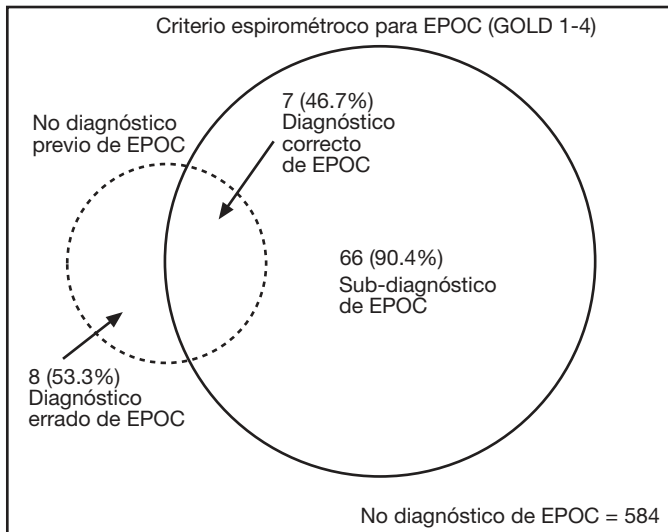 Criterio espirométroco para EPOC (GOLD 1-4)
7 (46.7%)
Diagnóstico
correcto
de EPOC
No diagnóstico
previo de EPOC
66 (90.4%)
Sub-diagnóstico
de EPOC
8 (53.3%)
Diagnóstico
errado de EPOC
No diagnóstico de EPOC = 584